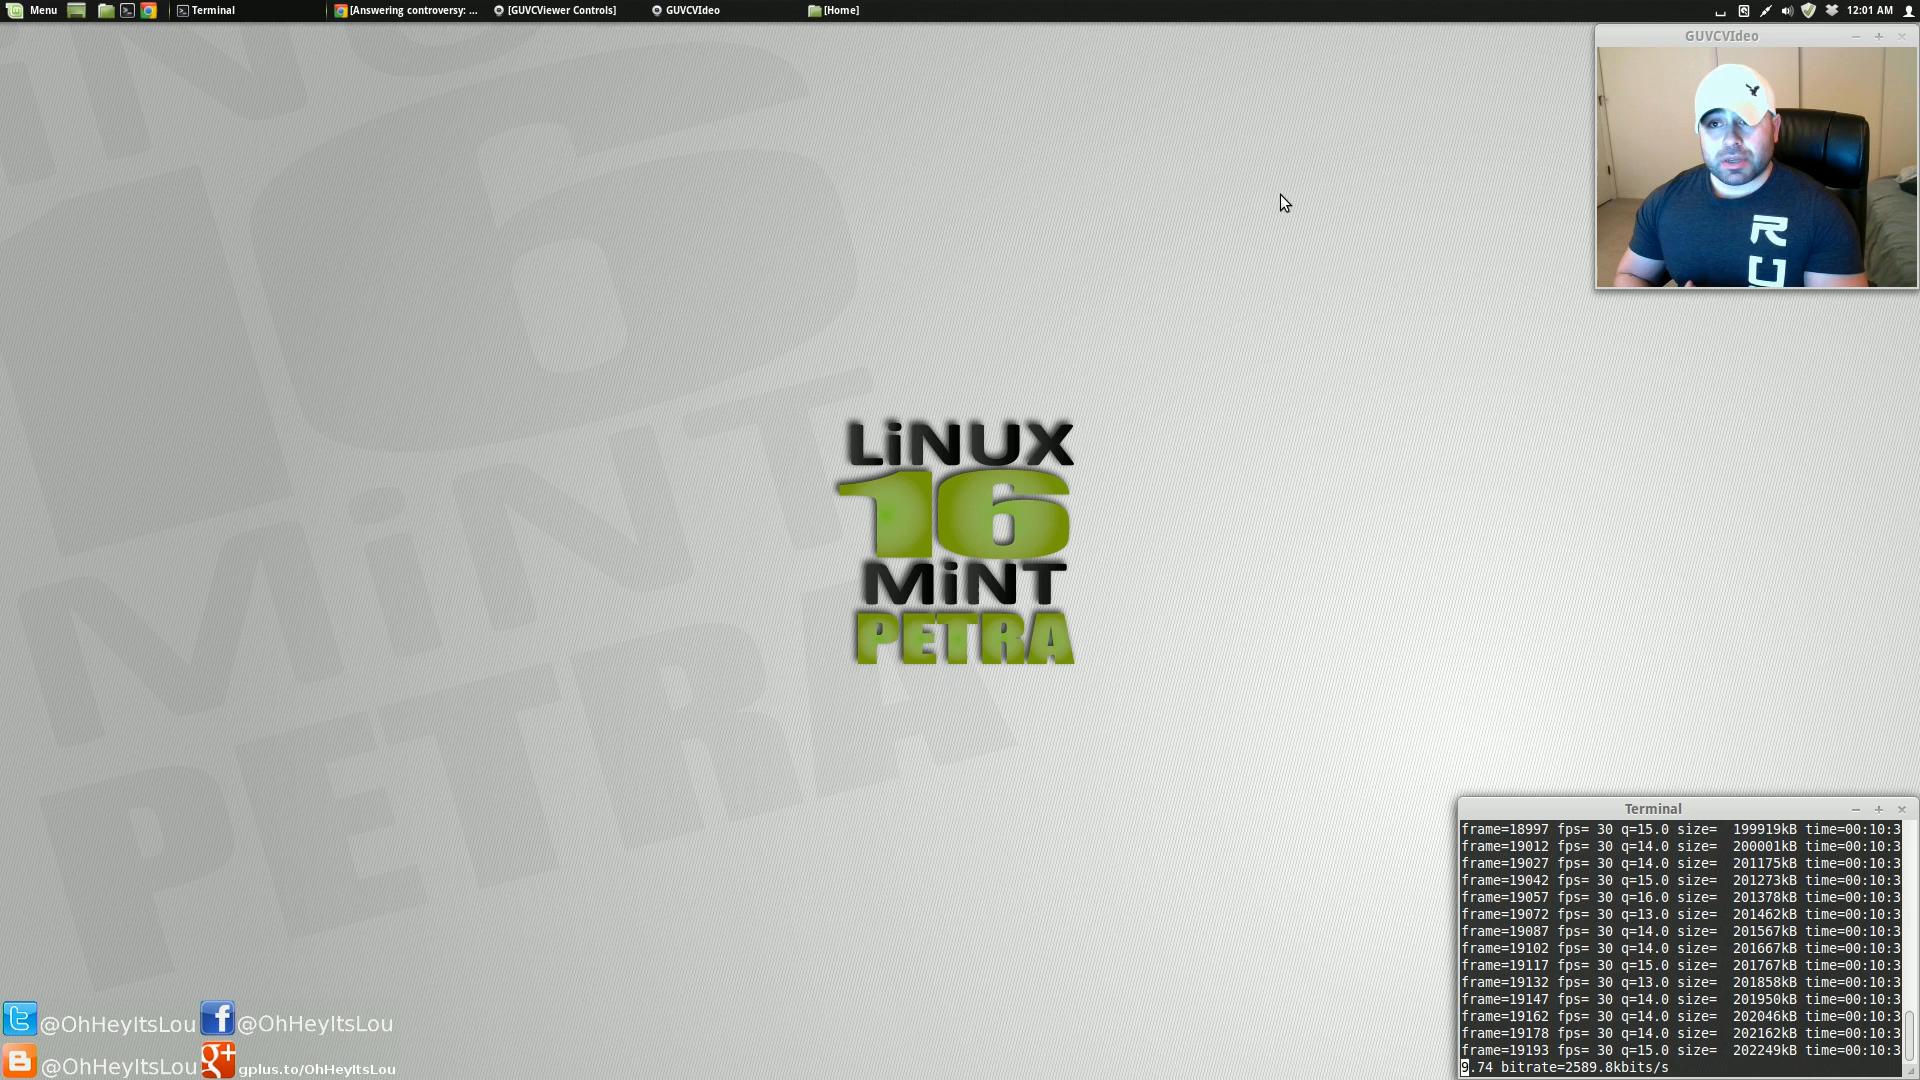 Menu
Terminal
[Answering controversy: ...
[GUVCViewer Controls]
GUVCVIdeo
[Home]
12:01 AM
GUVCVIdeo
RU
16
MiNT
PETRA
LiNUX
16
MiNT
PETRA
Terminal
frame=18997 fps= 30 q=15.0 size=  199919kB time=00:10:3
frame=19012 fps= 30 q=14.0 size=  200001kB time=00:10:3
frame=19027 fps= 30 q=14.0 size=  201175kB time=00:10:3
frame=19042 fps= 30 q=15.0 size=  201273kB time=00:10:3
frame=19057 fps= 30 q=16.0 size=  201378kB time=00:10:3
frame=19072 fps= 30 q=13.0 size=  201462kB time=00:10:3
frame=19087 fps= 30 q=14.0 size=  201567kB time=00:10:3
frame=19102 fps= 30 q=14.0 size=  201667kB time=00:10:3
frame=19117 fps= 30 q=15.0 size=  201767kB time=00:10:3
frame=19132 fps= 30 q=13.0 size=  201858kB time=00:10:3
frame=19147 fps= 30 q=14.0 size=  201950kB time=00:10:3
frame=19162 fps= 30 q=14.0 size=  202046kB time=00:10:3
frame=19178 fps= 30 q=14.0 size=  202162kB time=00:10:3
frame=19193 fps= 30 q=15.0 size=  202249kB time=00:10:3
9.74 bitrate=2589.8kbits/s
@OhHeyItsLou
@OhHeyItsLou
@OhHeyItsLou
gplus.to/OhHeyItsLou